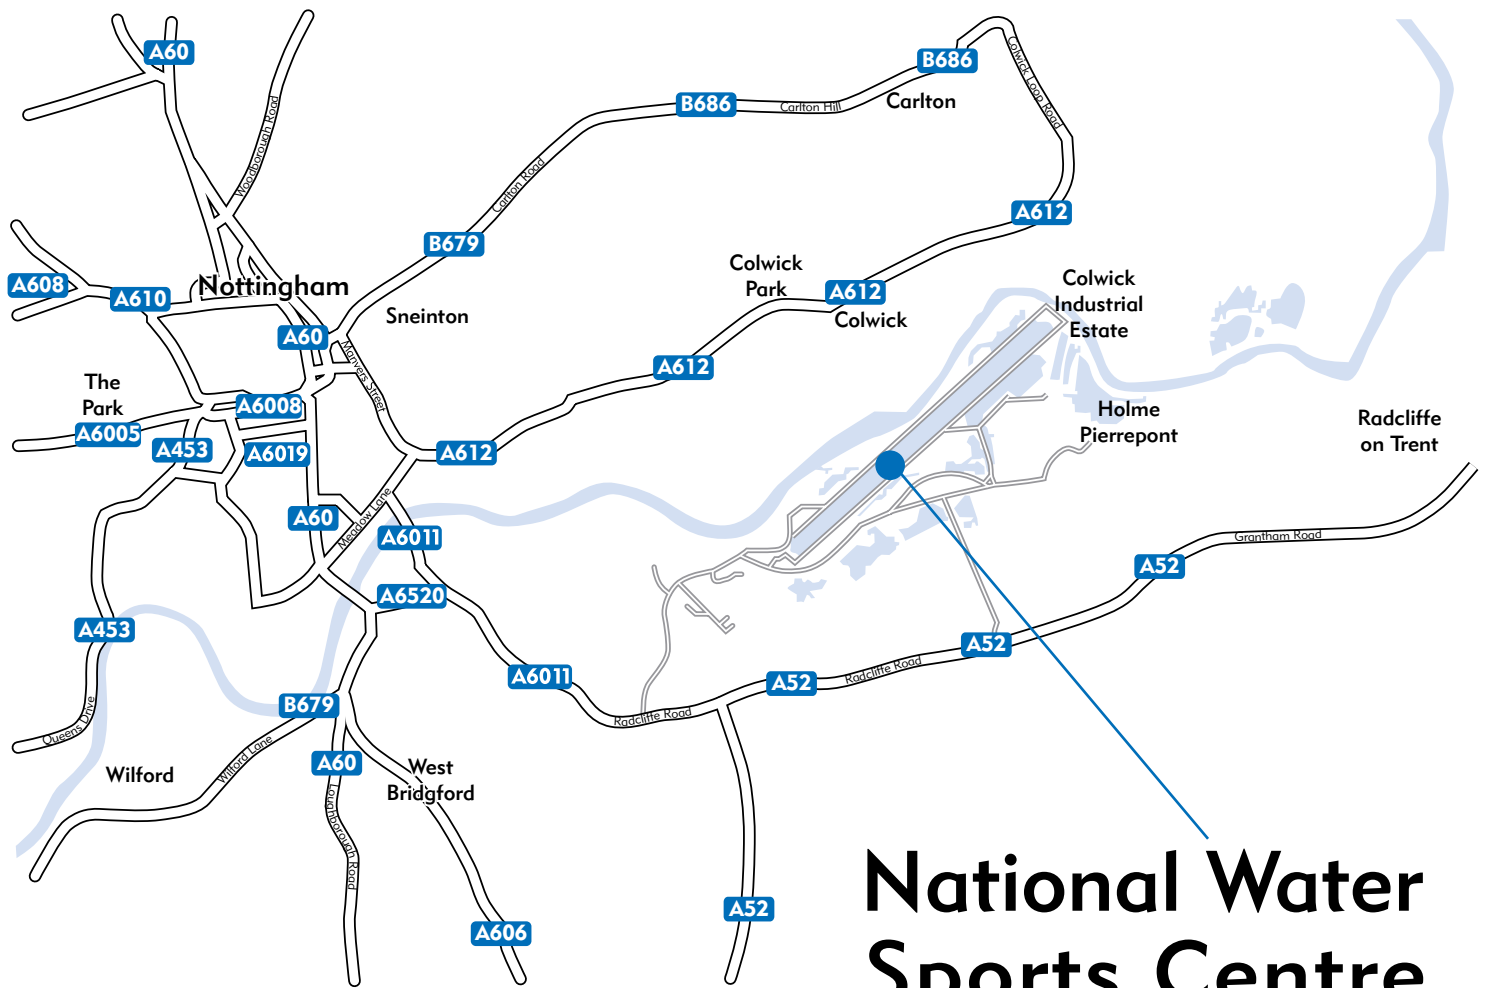 A60
Woodborough Road
B686
Carlton Hill
B686
Carlton
Colwick Loop Road
Carlton Road
B679
A612
A608
A610
Nottingham
Sneinton
Colwick
Park
A612
Colwick
Colwick
Industrial
Estate
A60
Manvers Street
A612
The
Park
A6008
A6005
A453
A6019
A612
Holme
Pierrepont
Radcliffe
on Trent
A60
Meadow Lane
A6011
Grantham Road
A52
A6520
A453
A52
A6011
A52
Radcliffe Road
Radcliffe Road
B679
Queens Drive
Wilford Lane
Wilford
A60
West
Bridgford
Loughborough Road
A606
A52
National Water
Sports Centre